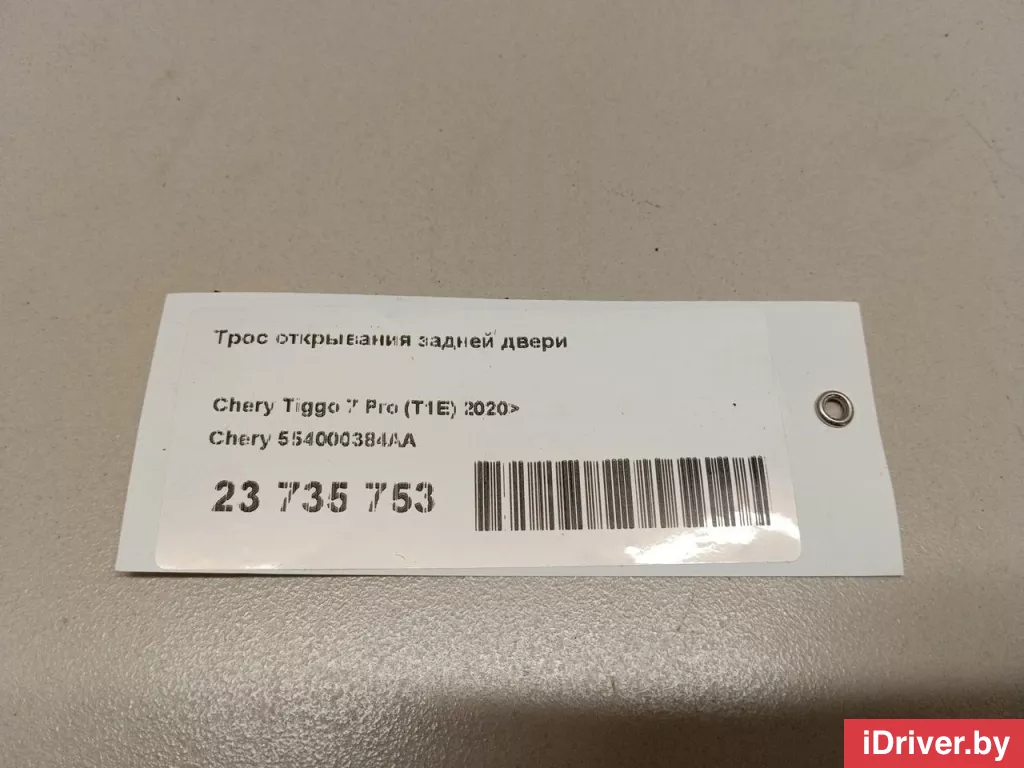 Трос открывания задней двери
Chery Tiggo 7 Pro (T1E) 2020>
Chery 554000384AA
23 735 753
iDriver.by